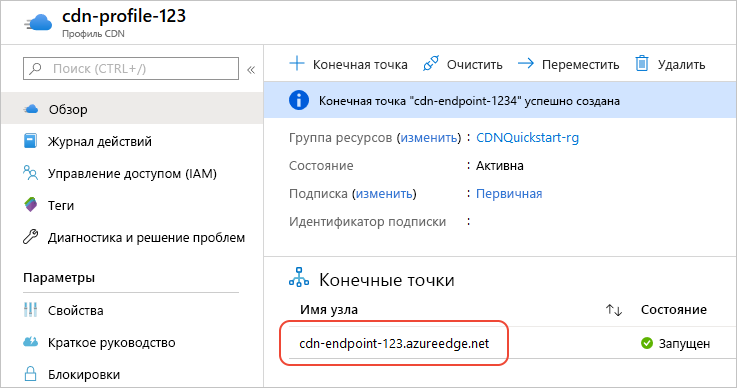 cdn-profile-123
Профиль CDN
Поиск (CTRL+/)
«
Обзор
Журнал действий
Управление доступом (IAM)
Теги
Диагностика и решение проблем
Параметры
Свойства
Краткое руководство
Блокировки
Конечная точка
Очистить
Переместить
Удалить
Конечная точка "cdn-endpoint-1234" успешно создана
Группа ресурсов (изменить) : CDNQuickstart-rg
Состояние : Активна
Подписка (изменить) : Первичная
Идентификатор подписки :
Конечные точки
Имя узла ↑↓ Состояние
cdn-endpoint-123.azureedge.net Запущен